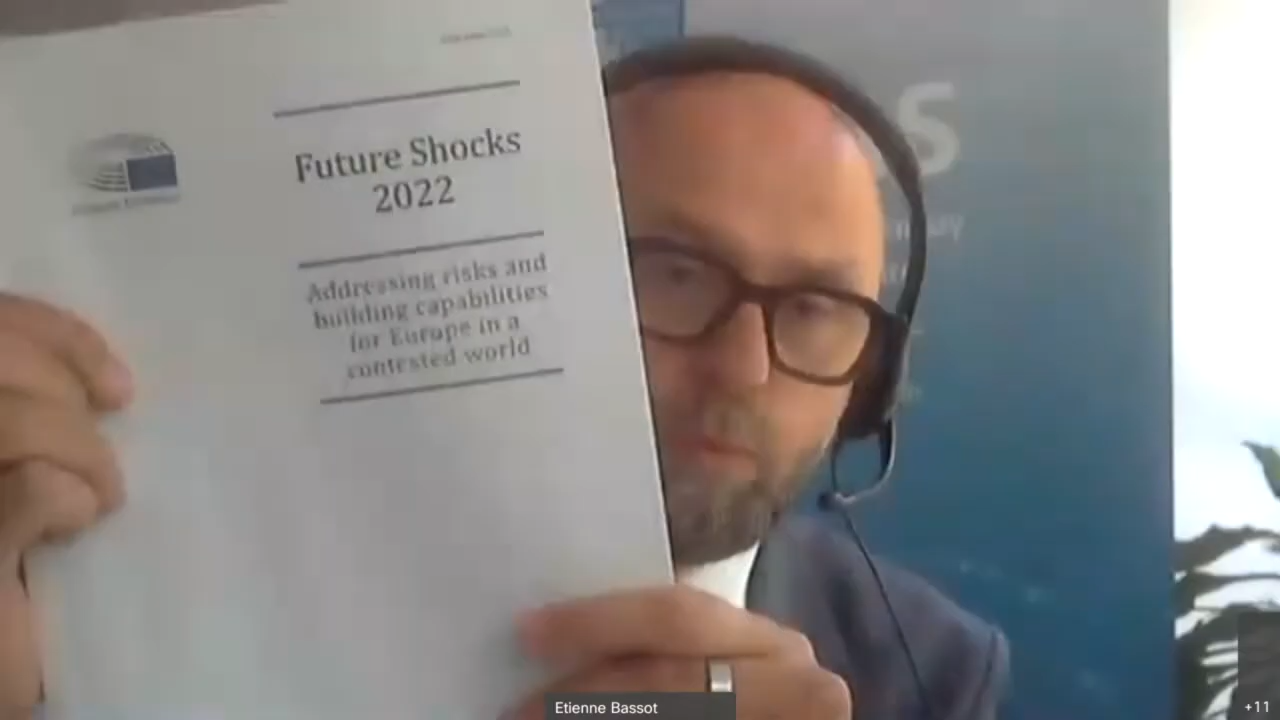 Future Shocks
2022
Addressing risks and
building capabilities
for Europe in a
contested world
S
Etienne Bassot
+11